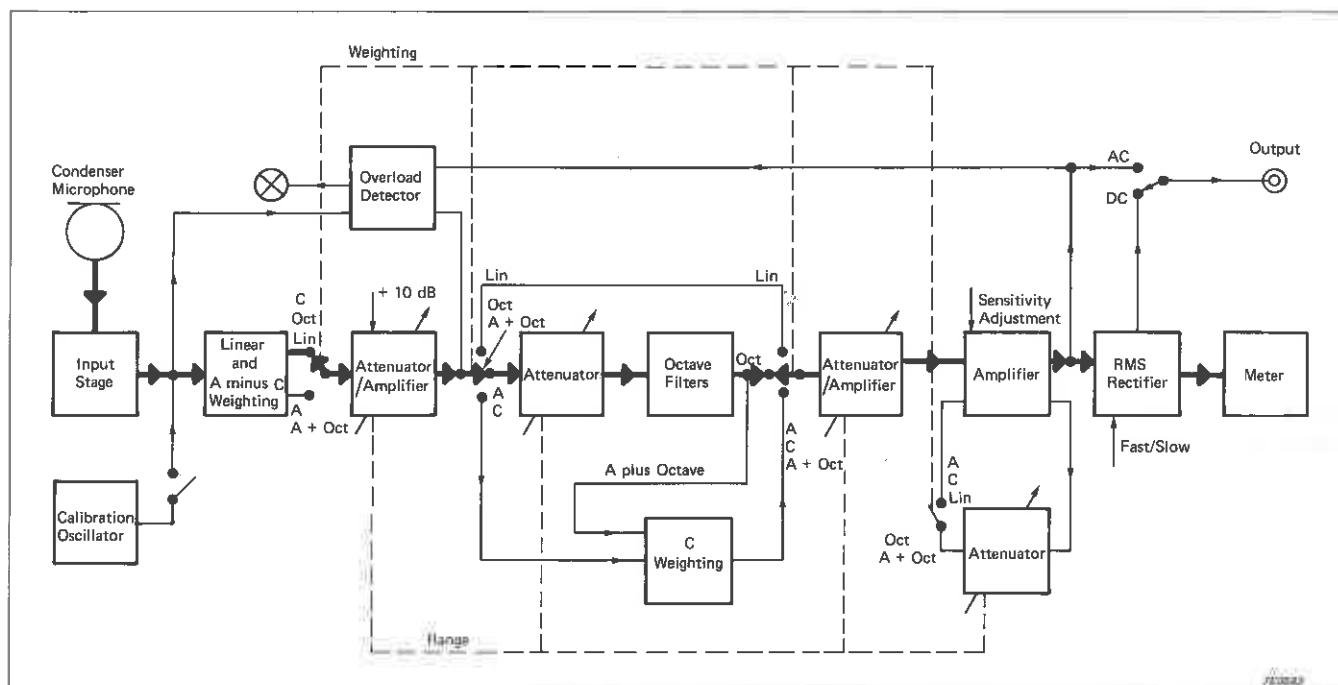 Weighting
Condenser
Microphone
Overload
Detector
AC
DC
Output
Lin
Lin
+ 10 dB
C
Oct
Lin
Oct
A + Oct
Sensitivity
Adjustment
Input
Stage
Linear
and
A minus C
Weighting
Attenuator
/Amplifier
Attenuator
Octave
Filters
Oct
Attenuator
/Amplifier
Amplifier
RMS
Rectifier
Meter
A
A + Oct
A
C
A
C
A + Oct
Fast/Slow
A plus Octave
A
C
Lin
Calibration
Oscillator
C
Weighting
Oct
A + Oct
Attenuator
Range